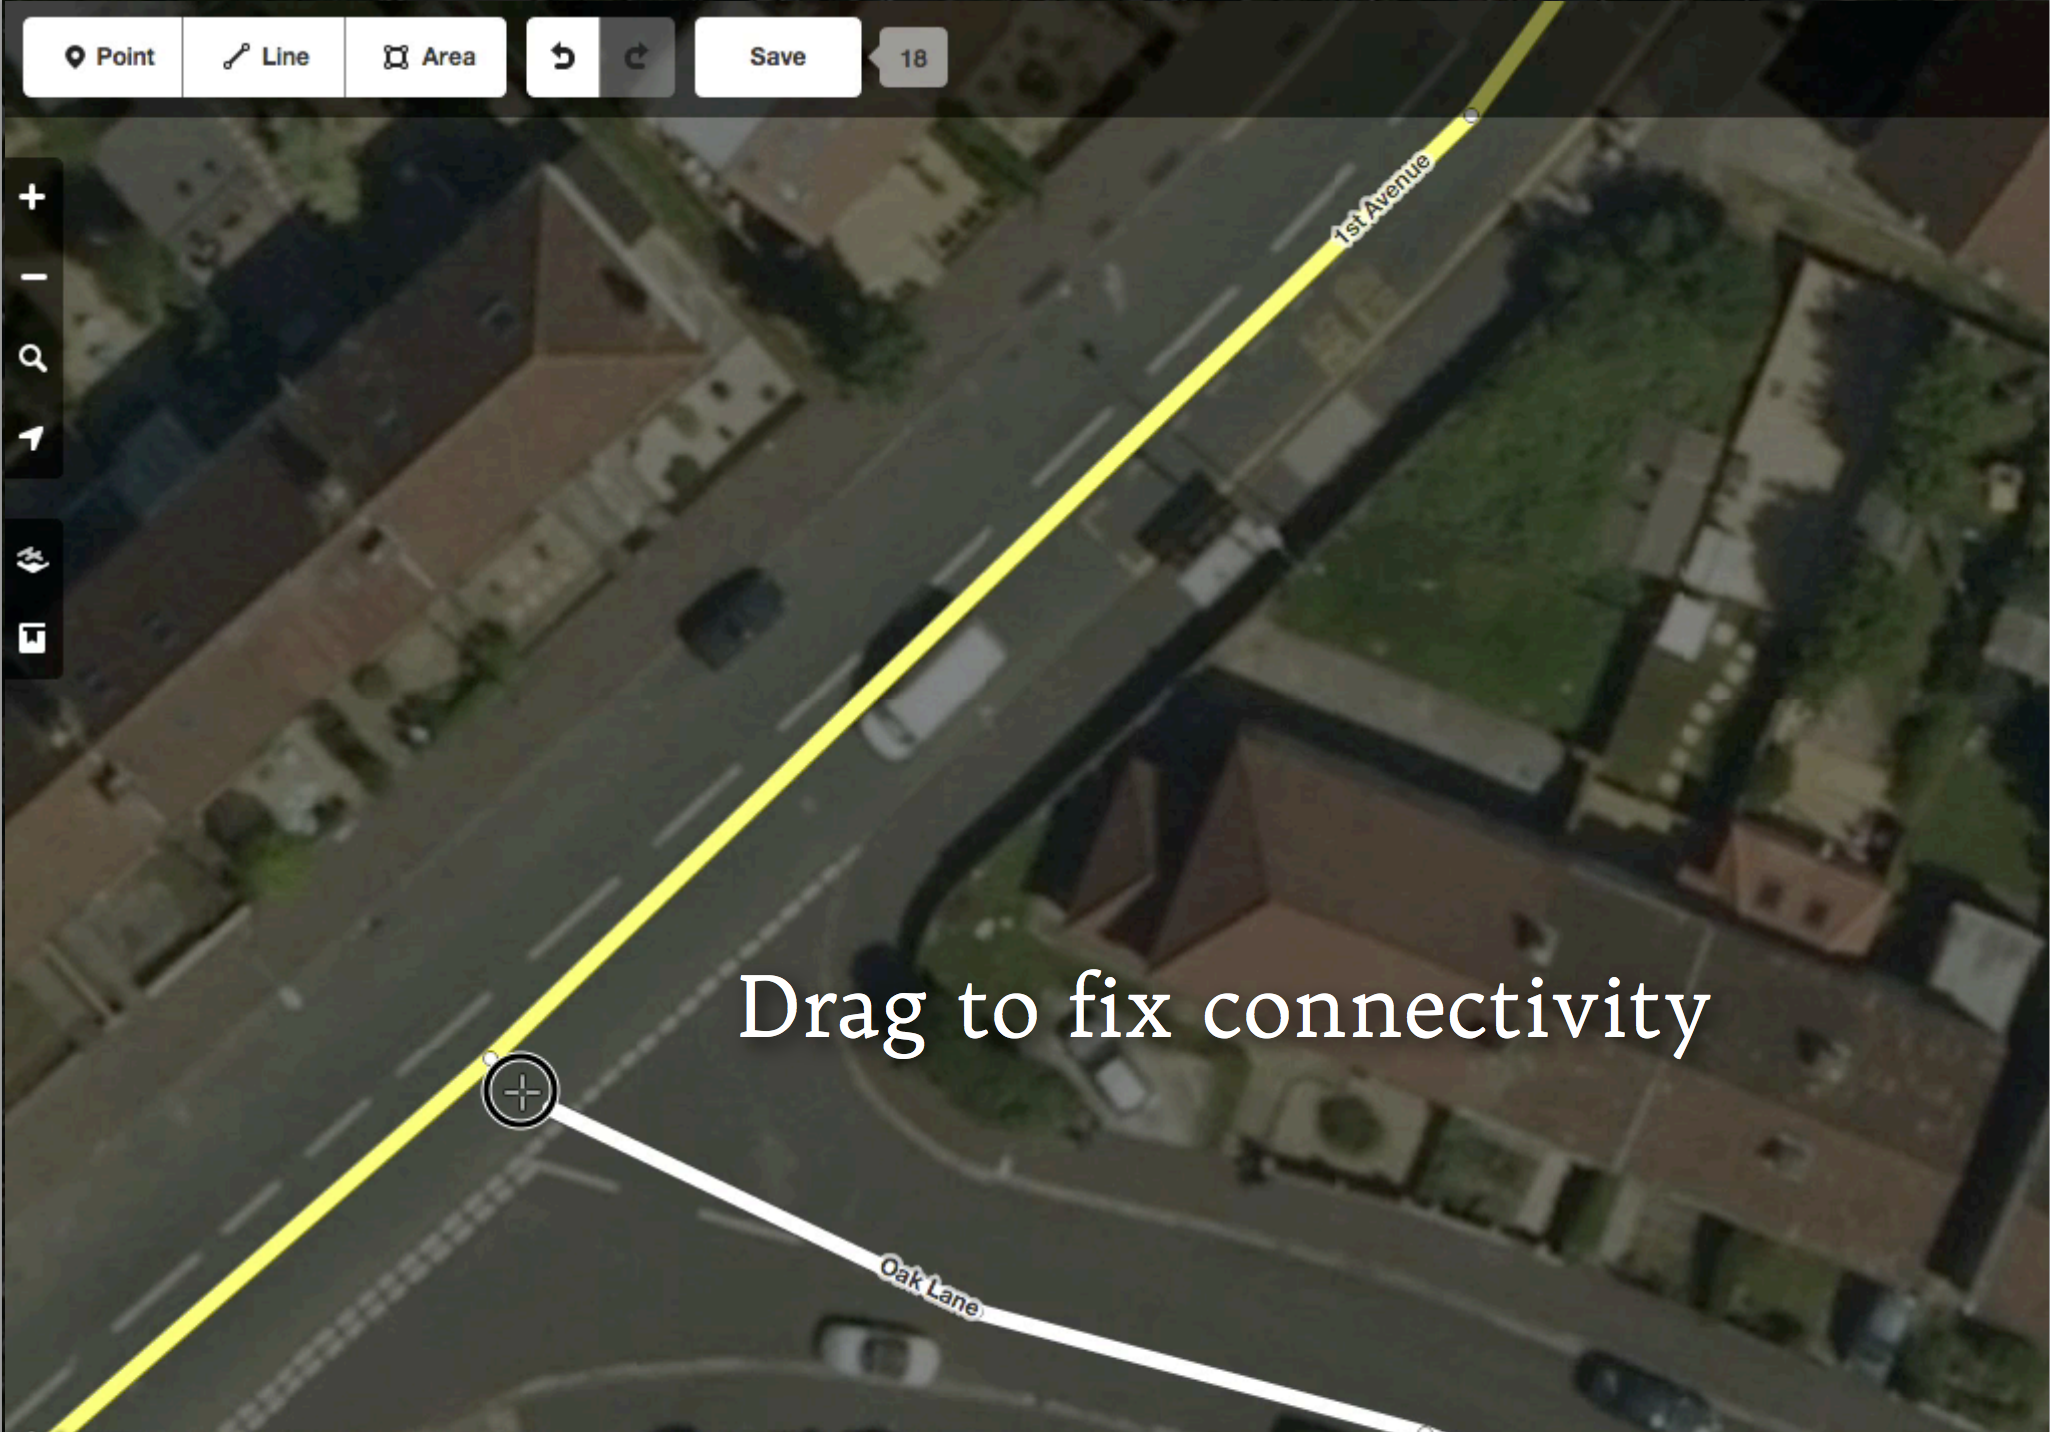 Point
Line
Area
Save
18
1st Avenue
Drag to fix connectivity
Oak Lane